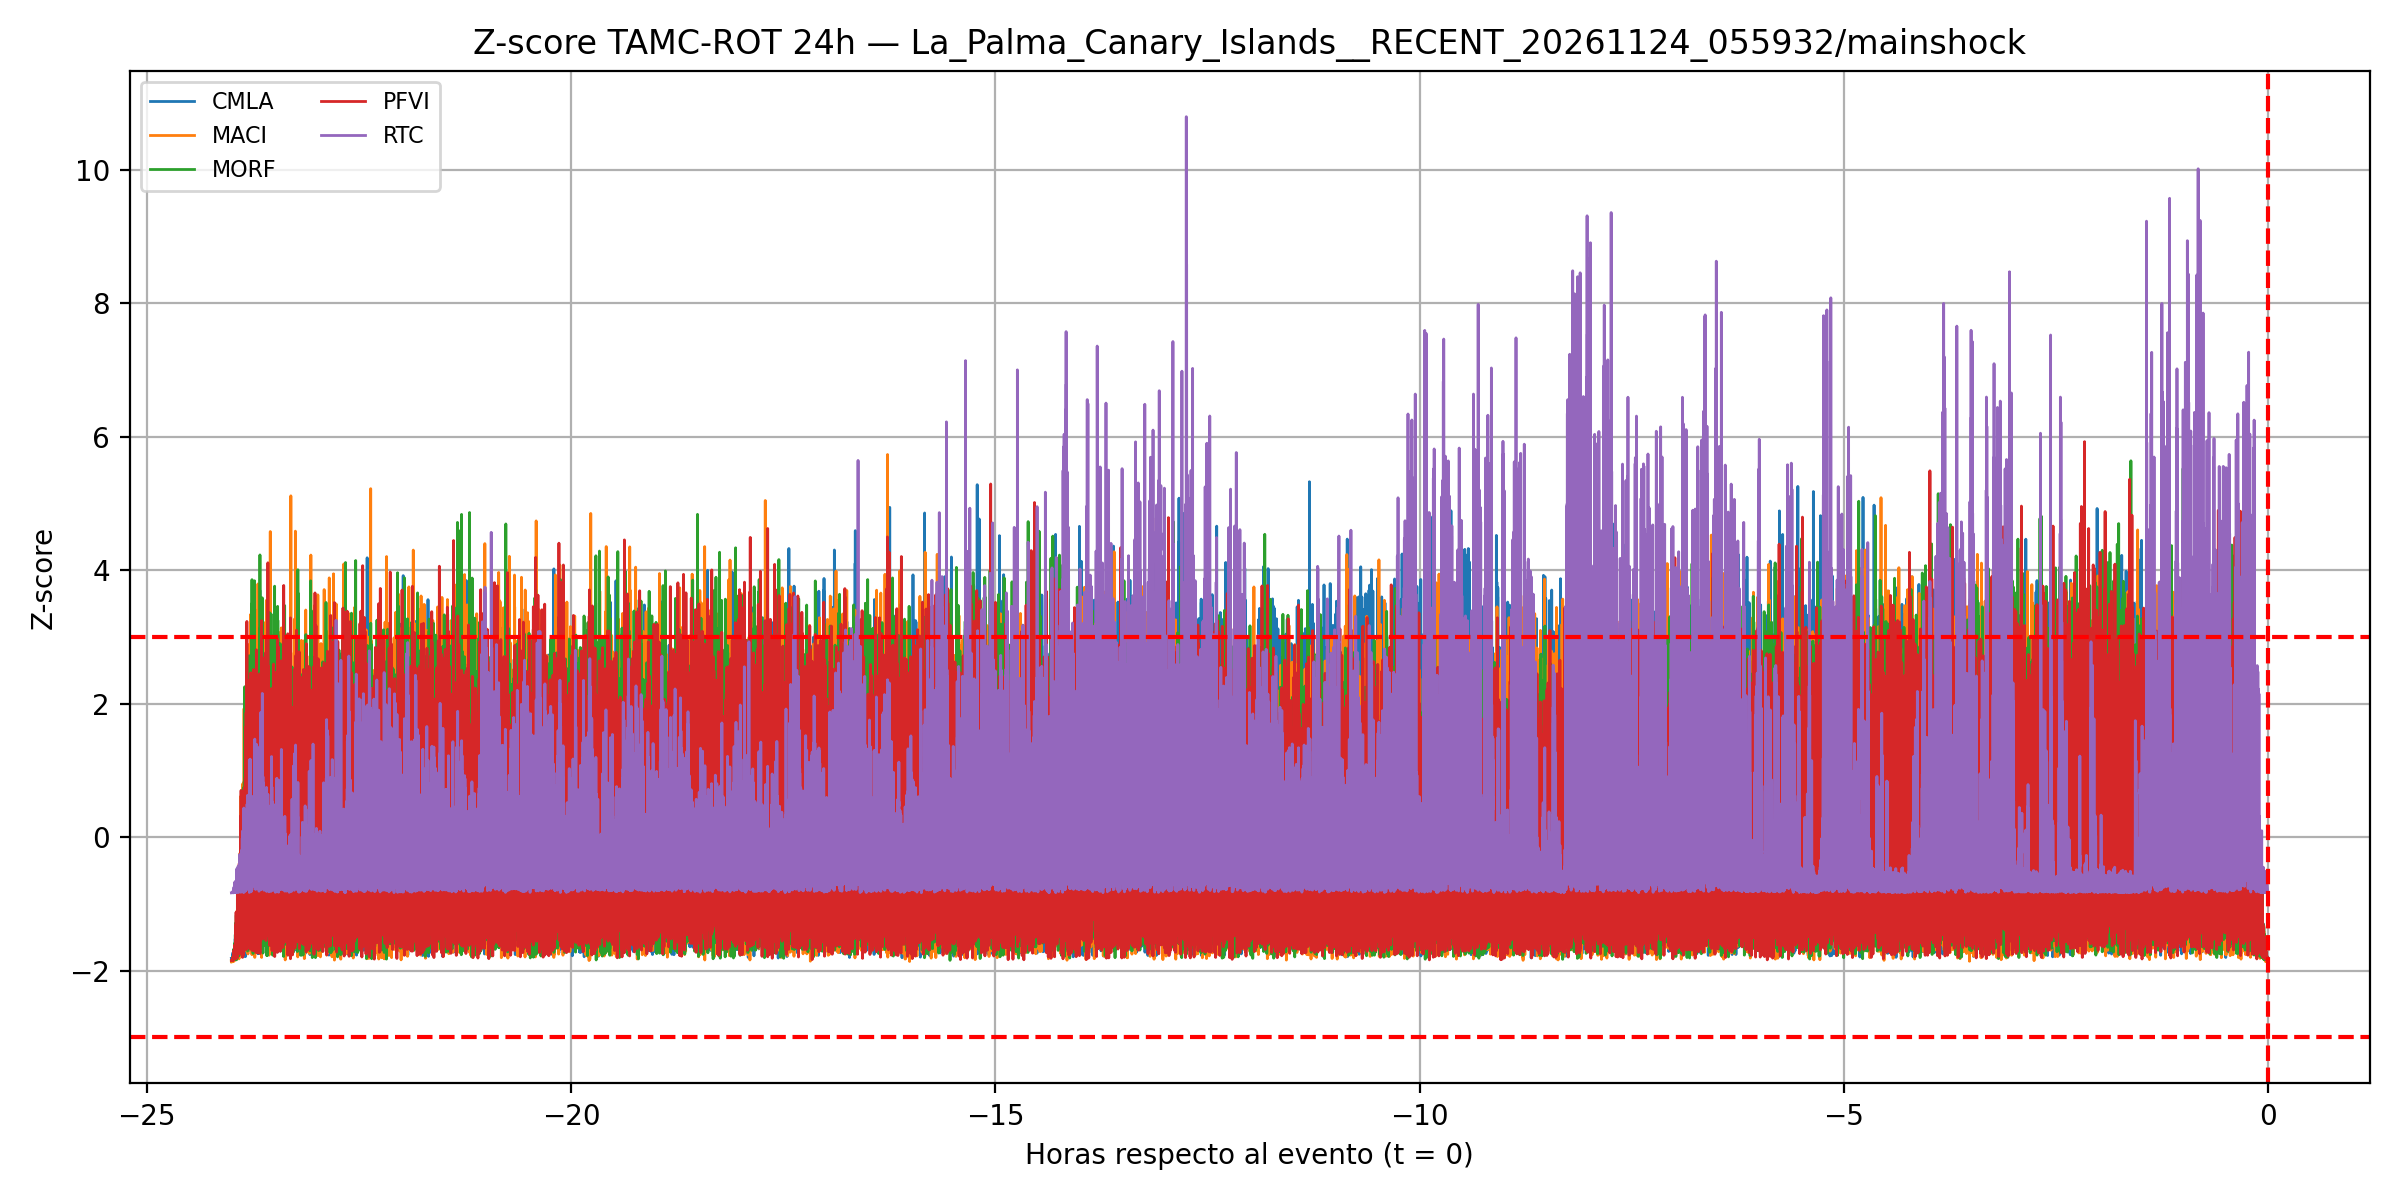 Z-score TAMC-ROT 24h — La_Palma_Canary_Islands__RECENT_20261124_055932/mainshock
CMLA
MACI
MORF
PFVI
RTC
10
8
6
4
2
0
−2
Z-score
−25
−20
−15
−10
−5
0
Horas respecto al evento (t = 0)